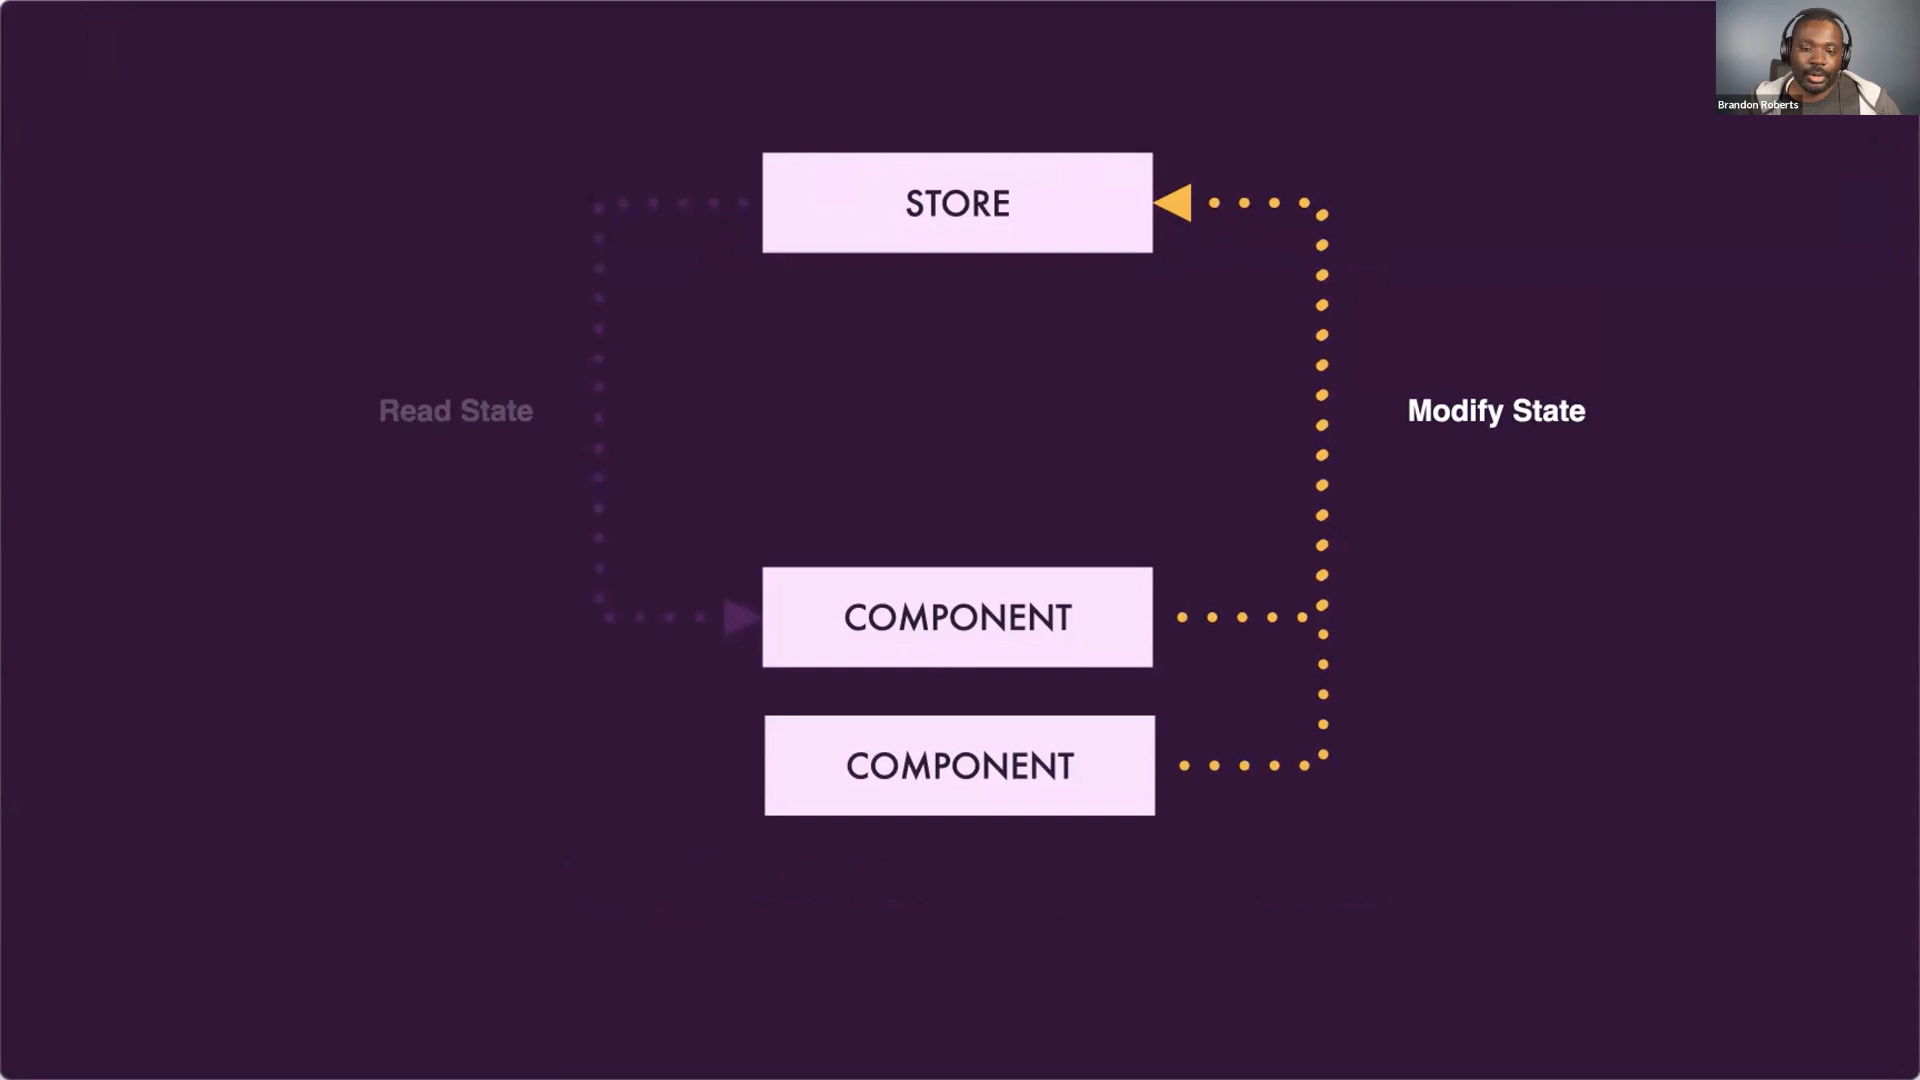 Brandon Roberts
STORE
Read State
Modify State
COMPONENT
COMPONENT